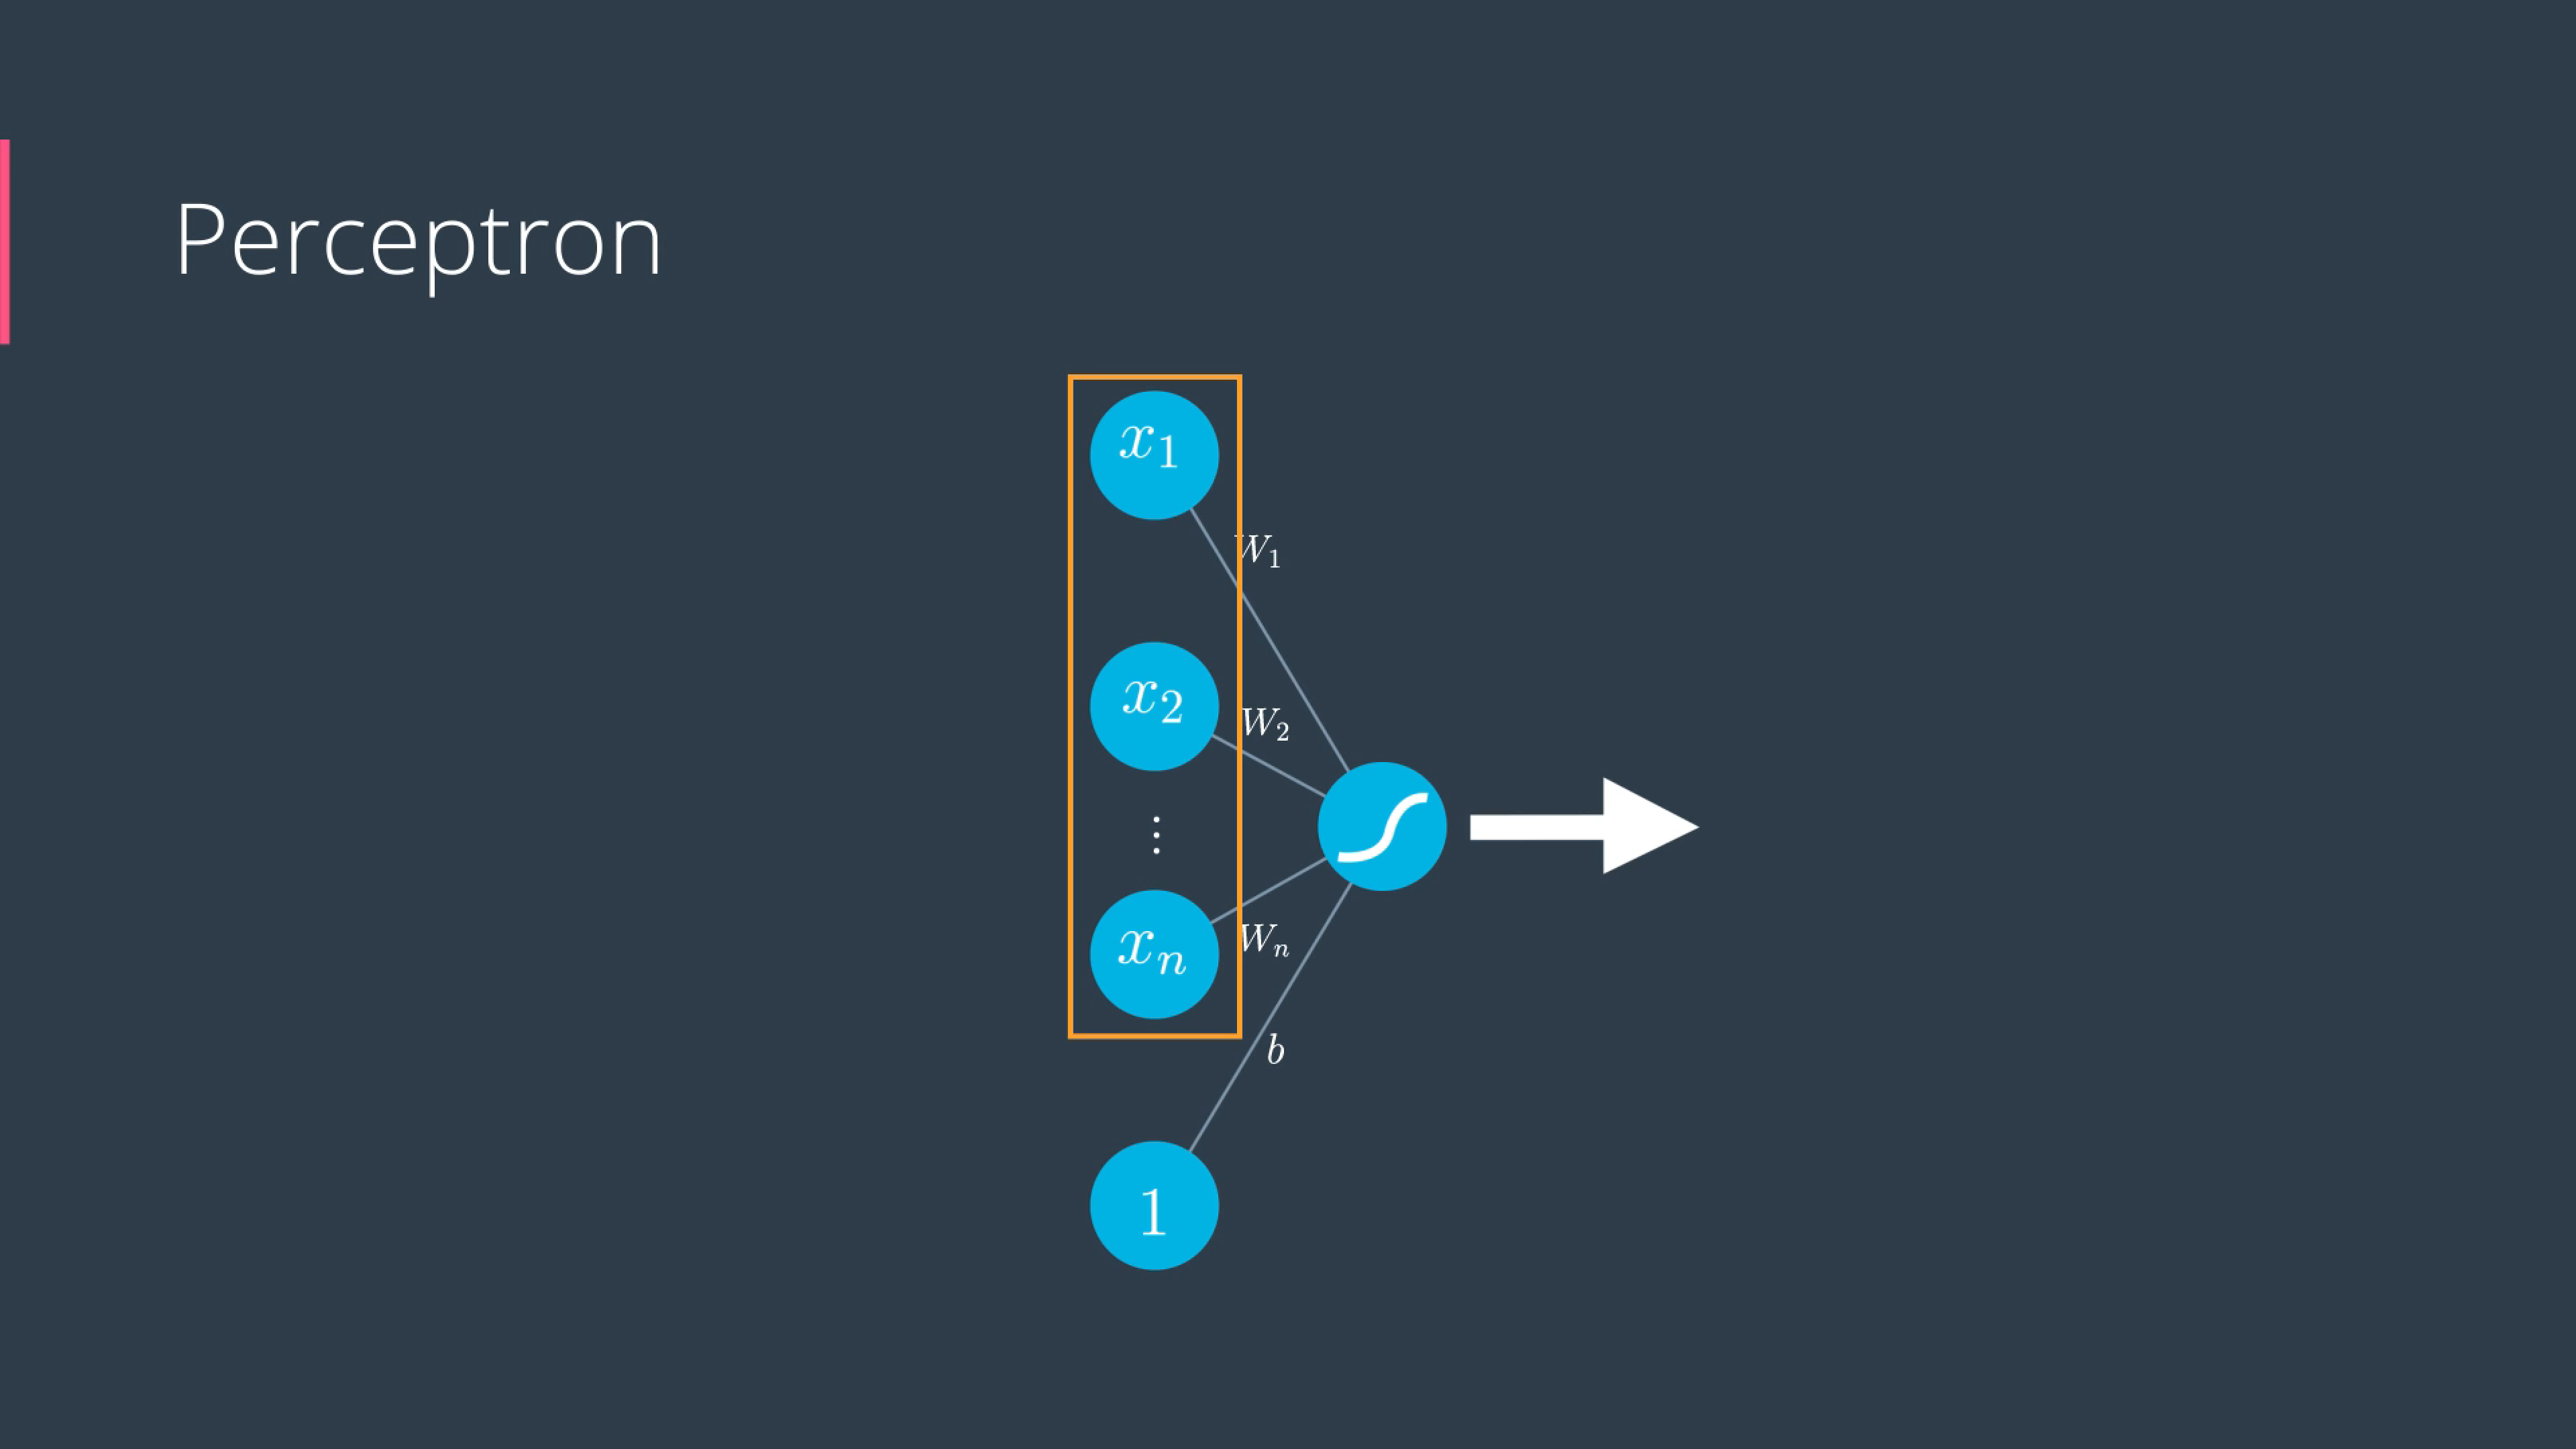 Perceptron
x₁
W₁
x₂
W₂
⋮
xₙ
Wₙ
b
1